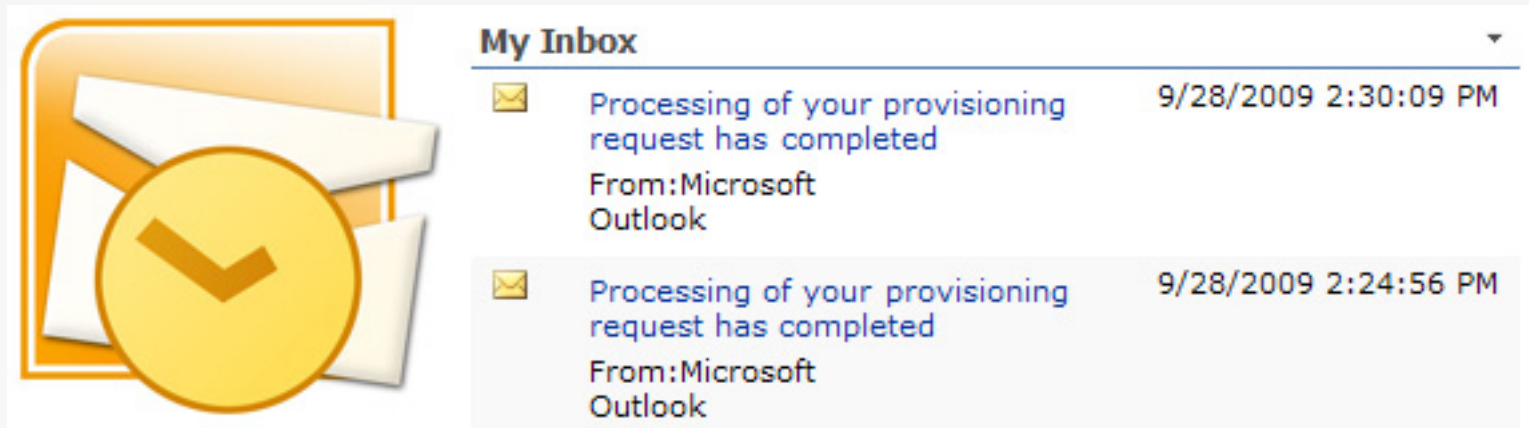 My Inbox
Processing of your provisioning 9/28/2009 2:30:09 PM
request has completed
From:Microsoft
Outlook
Processing of your provisioning 9/28/2009 2:24:56 PM
request has completed
From:Microsoft
Outlook